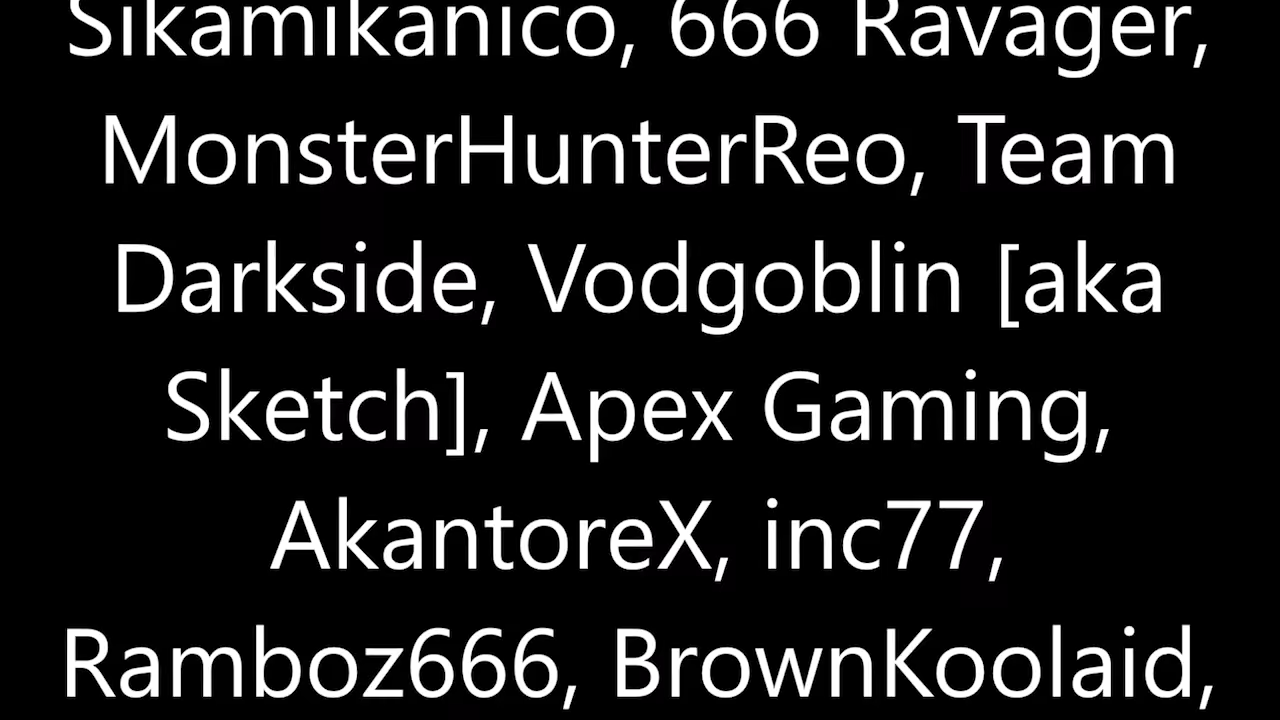 Sikamikanico, 666 Ravager,
MonsterHunterReo, Team
Darkside, Vodgoblin [aka
Sketch], Apex Gaming,
AkantoreX, inc77,
Ramboz666, BrownKoolaid,